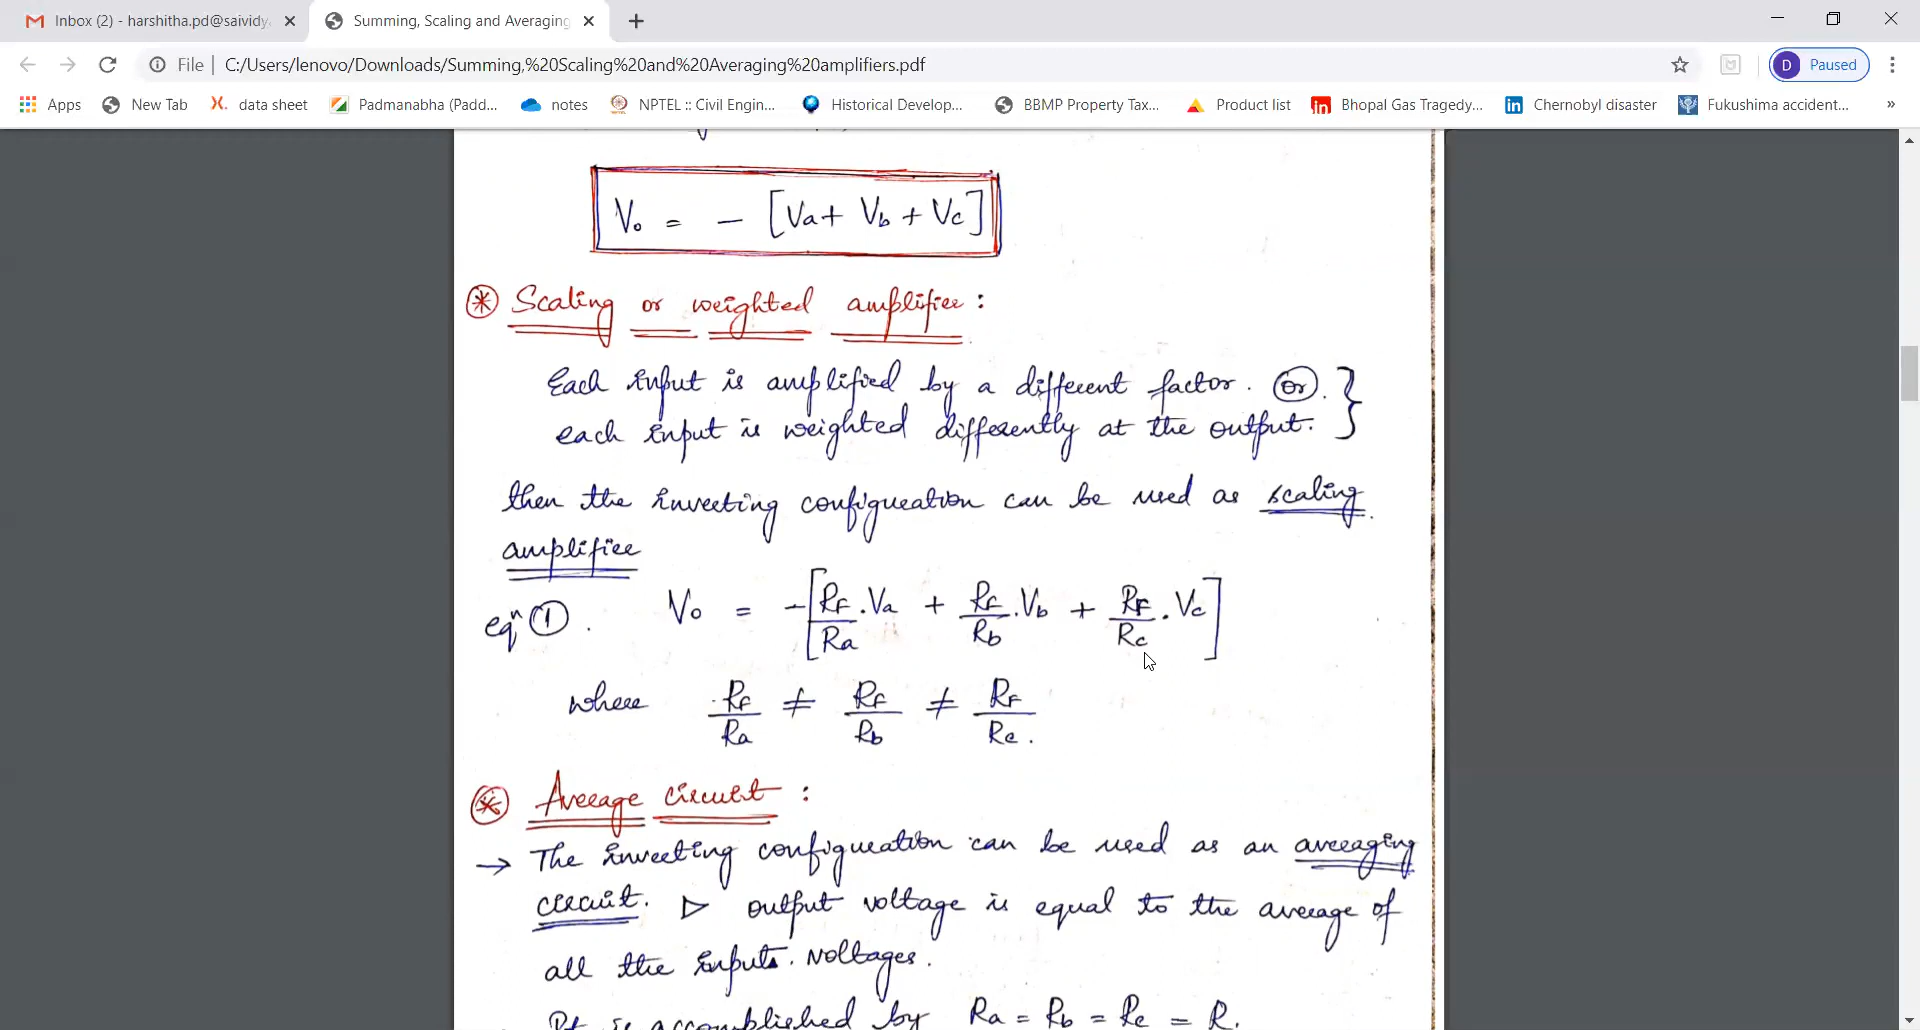 Inbox (2) - harshitha.pd@saividy
Summing, Scaling and Averaging
File | C:/Users/lenovo/Downloads/Summing,%20Scaling%20and%20Averaging%20amplifiers.pdf
D Paused
Apps New Tab data sheet Padmanabha (Padd... notes NPTEL :: Civil Engin... Historical Develop... BBMP Property Tax... Product list Bhopal Gas Tragedy... Chernobyl disaster Fukushima accident... »
Vo = - [Va + Vb + Vc]
Scaling or weighted amplifier :
Each input is amplified by a different factor. (or).
each input is weighted differently at the output.
then the inverting configuration can be used as scaling
amplifier
eqn ①. Vo = -[RF/Ra .Va + RF/Rb .Vb + RF/Rc .Vc]
where RF/Ra ≠ RF/Rb ≠ RF/Rc.
Average circuit :
→ The inverting configuration can be used as an averaging
circuit. ▷ output voltage is equal to the average of
all the inputs. voltages.
It is accomplished by Ra = Rb = Rc = R.